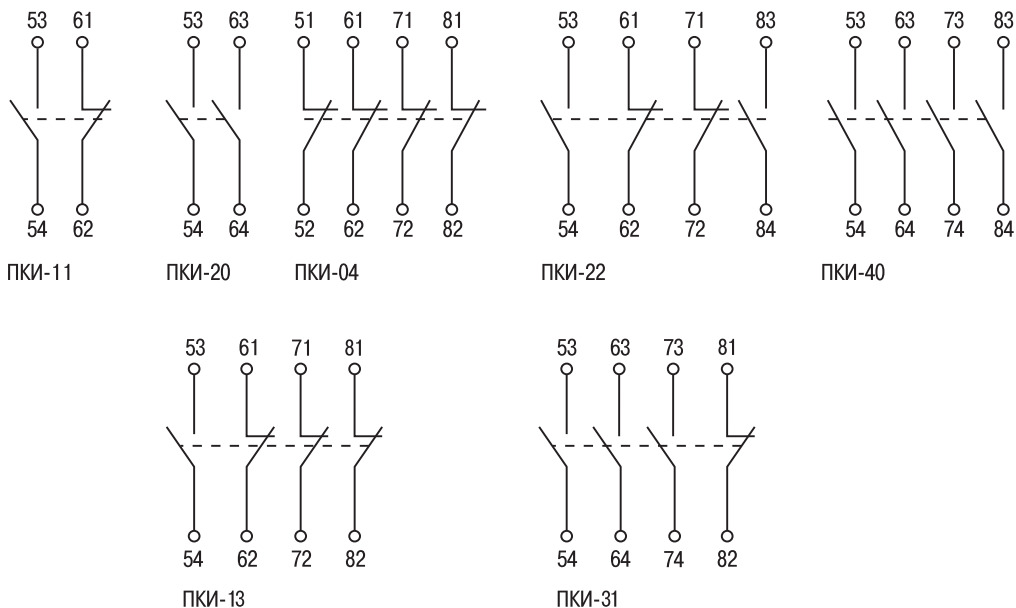 53 61 53 63 51 61 71 81 53 61 71 83 53 63 73 83
54 62 54 64 52 62 72 82 54 62 72 84 54 64 74 84
ПКИ-11 ПКИ-20 ПКИ-04 ПКИ-22 ПКИ-40
53 61 71 81 53 63 73 81
54 62 72 82 54 64 74 82
ПКИ-13 ПКИ-31